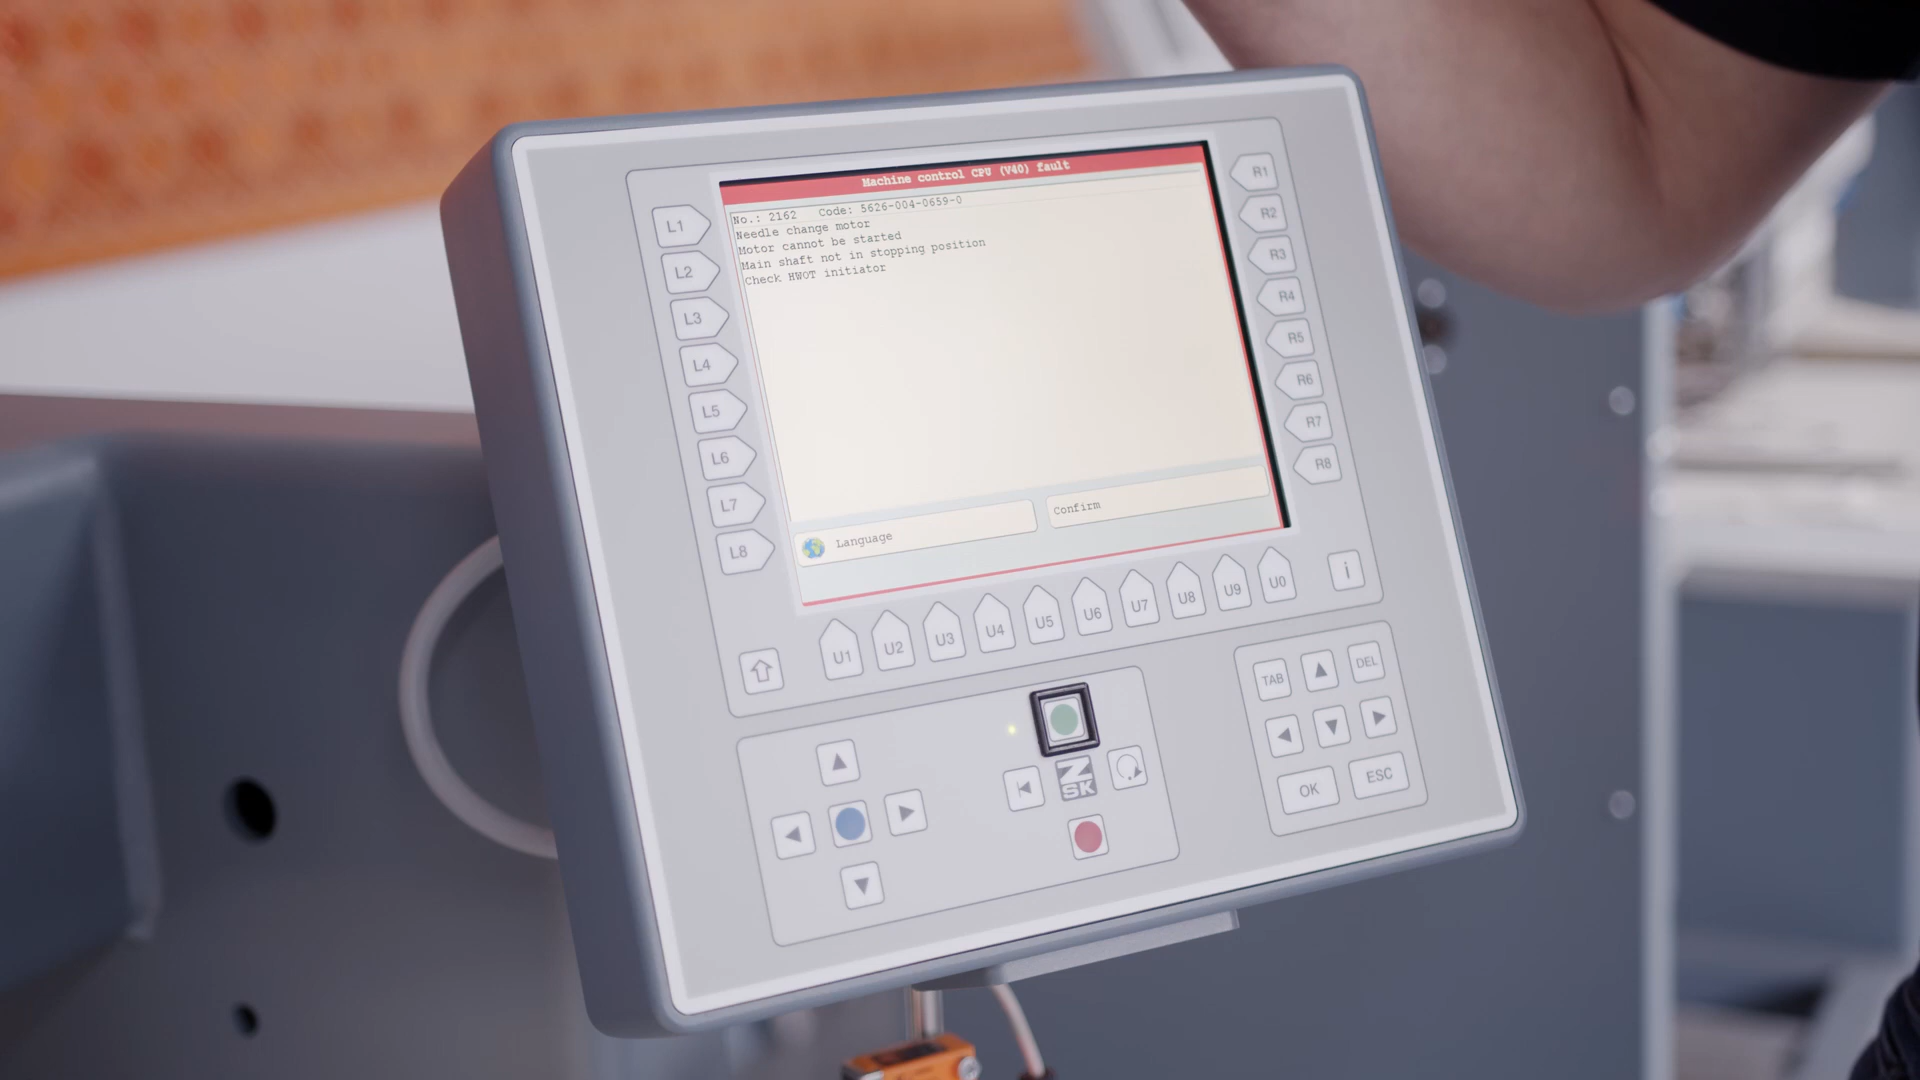 Machine control CPU (V40) fault
No.: 2162 Code: 5626-004-0659-0
Needle change motor
Motor cannot be started
Main shaft not in stopping position
Check HWOT initiator
Language
Confirm
L1
L2
L3
L4
L5
L6
L7
L8
R1
R2
R3
R4
R5
R6
R7
R8
U1 U2 U3 U4 U5 U6 U7 U8 U9 U0 i
ZSK
TAB DEL
OK ESC